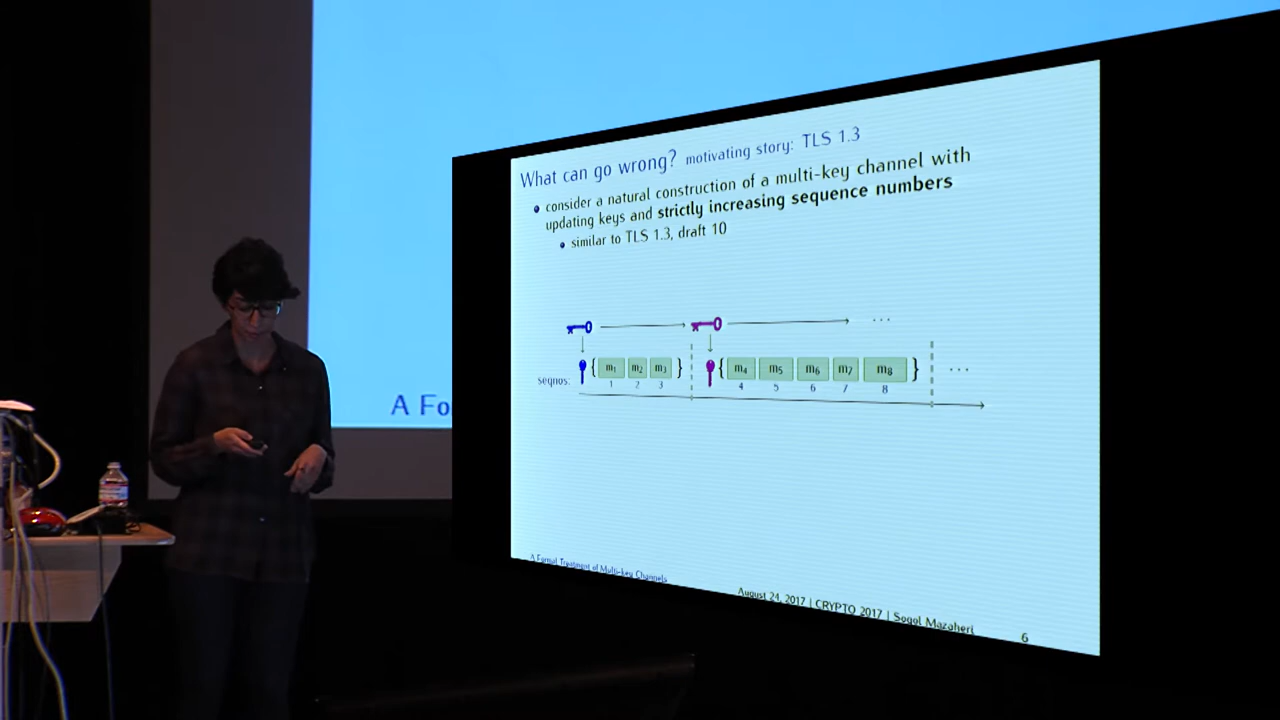 What can go wrong? motivating story: TLS 1.3
consider a natural construction of a multi-key channel with
updating keys and strictly increasing sequence numbers
similar to TLS 1.3, draft 10
...
{ m1 m2 m3 } { m4 m5 m6 m7 m8 } ...
seqnos: 1 2 3 4 5 6 7 8
A Fo
A Formal Treatment of Multi-key Channels
August 24, 2017 | CRYPTO 2017 | Sogol Mazaheri
6